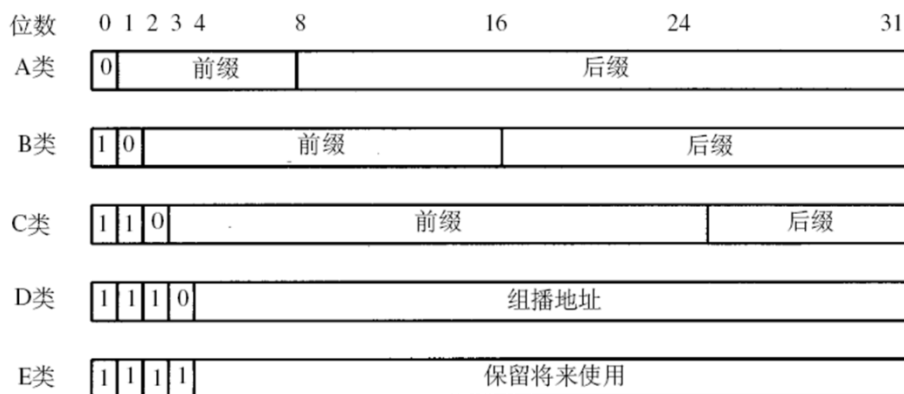 位数 0 1 2 3 4 8 16 24 31
A类 0 前缀 后缀
B类 1 0 前缀 后缀
C类 1 1 0 前缀 后缀
D类 1 1 1 0 组播地址
E类 1 1 1 1 保留将来使用